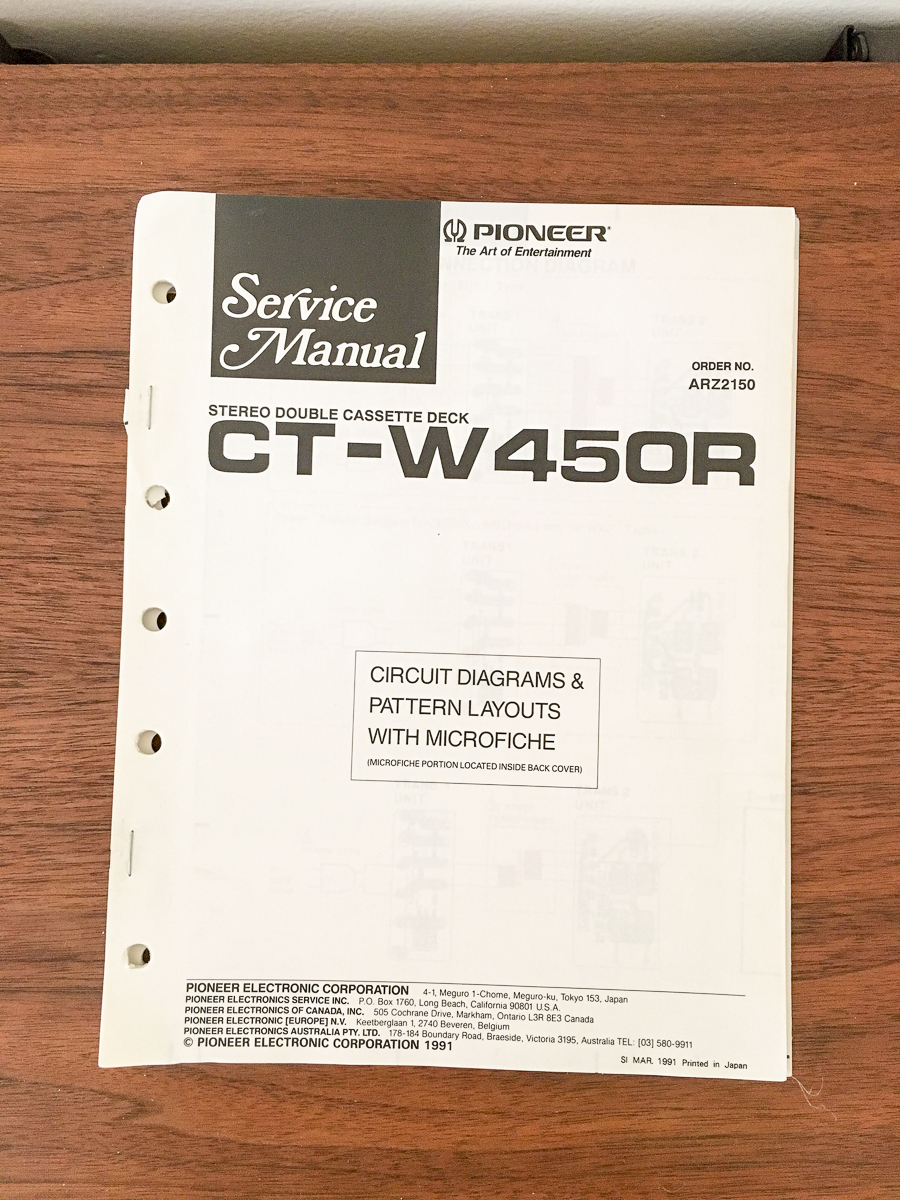 PIONEER®
The Art of Entertainment
Service
Manual
ORDER NO.
ARZ2150
STEREO DOUBLE CASSETTE DECK
CT-W450R
CIRCUIT DIAGRAMS &
PATTERN LAYOUTS
WITH MICROFICHE
(MICROFICHE PORTION LOCATED INSIDE BACK COVER)
PIONEER ELECTRONIC CORPORATION 4-1, Meguro 1-Chome, Meguro-ku, Tokyo 153, Japan
PIONEER ELECTRONICS SERVICE INC. P.O. Box 1760, Long Beach, California 90801 U.S.A.
PIONEER ELECTRONICS OF CANADA, INC. 505 Cochrane Drive, Markham, Ontario L3R 8E3 Canada
PIONEER ELECTRONIC [EUROPE] N.V. Keetberglaan 1, 2740 Beveren, Belgium
PIONEER ELECTRONICS AUSTRALIA PTY. LTD. 178-184 Boundary Road, Braeside, Victoria 3195, Australia TEL: [03] 580-9911
© PIONEER ELECTRONIC CORPORATION 1991
SI MAR. 1991 Printed in Japan